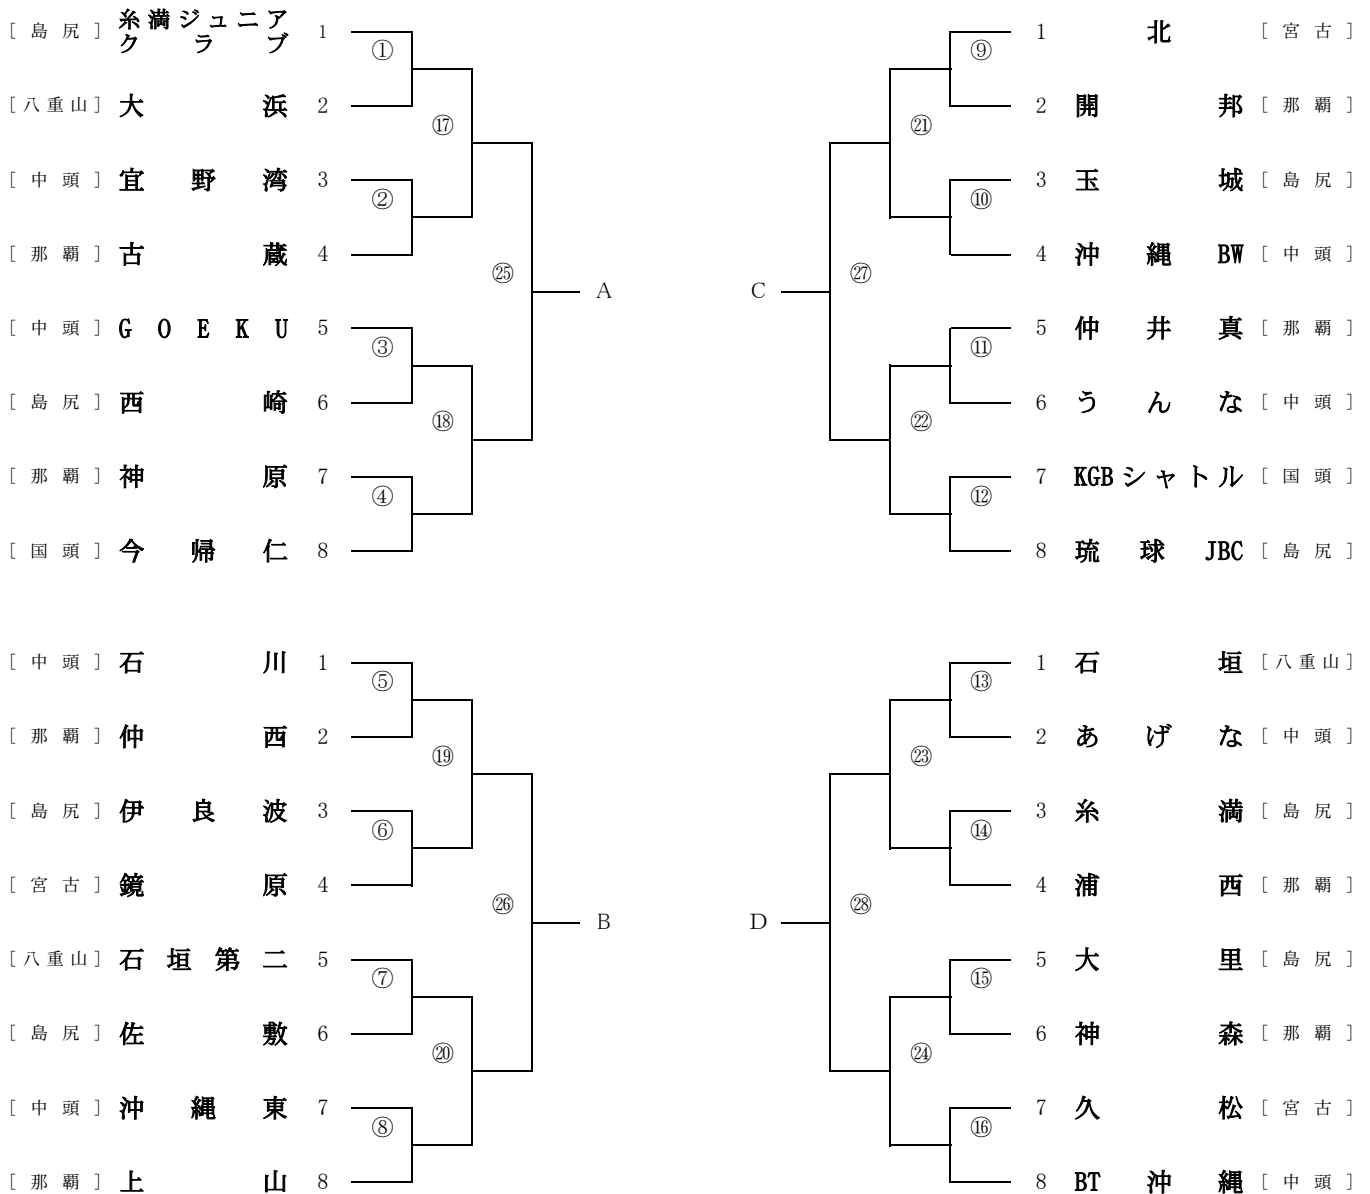 [島尻] 糸満ジュニア
クラブ 1
①
[八重山] 大浜 2
⑰
[中頭] 宜野湾 3
②
[那覇] 古蔵 4
㉕
A
[中頭] GOEKU 5
③
[島尻] 西崎 6
⑱
[那覇] 神原 7
④
[国頭] 今帰仁 8
1 北 [宮古]
⑨
2 開邦 [那覇]
㉑
3 玉城 [島尻]
⑩
4 沖縄BW [中頭]
㉗
C
5 仲井真 [那覇]
⑪
6 うんな [中頭]
㉒
7 KGBシャトル [国頭]
⑫
8 琉球JBC [島尻]
[中頭] 石川 1
⑤
[那覇] 仲西 2
⑲
[島尻] 伊良波 3
⑥
[宮古] 鏡原 4
㉖
B
[八重山] 石垣第二 5
⑦
[島尻] 佐敷 6
⑳
[中頭] 沖縄東 7
⑧
[那覇] 上山 8
1 石垣 [八重山]
⑬
2 あげな [中頭]
㉓
3 糸満 [島尻]
⑭
4 浦西 [那覇]
㉘
D
5 大里 [島尻]
⑮
6 神森 [那覇]
㉔
7 久松 [宮古]
⑯
8 BT沖縄 [中頭]